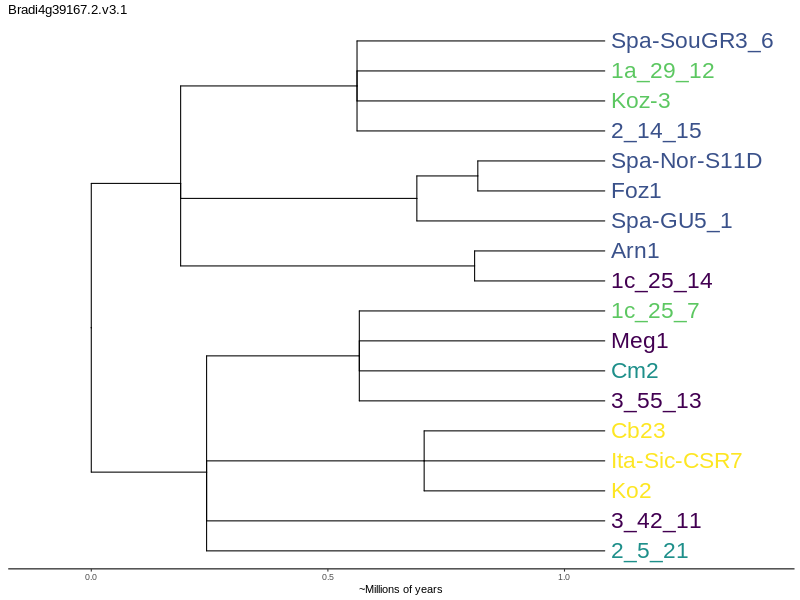 Bradi4g39167.2.v3.1
Spa-SouGR3_6
1a_29_12
Koz-3
2_14_15
Spa-Nor-S11D
Foz1
Spa-GU5_1
Arn1
1c_25_14
1c_25_7
Meg1
Cm2
3_55_13
Cb23
Ita-Sic-CSR7
Ko2
3_42_11
2_5_21
0.0 0.5 1.0
~Millions of years